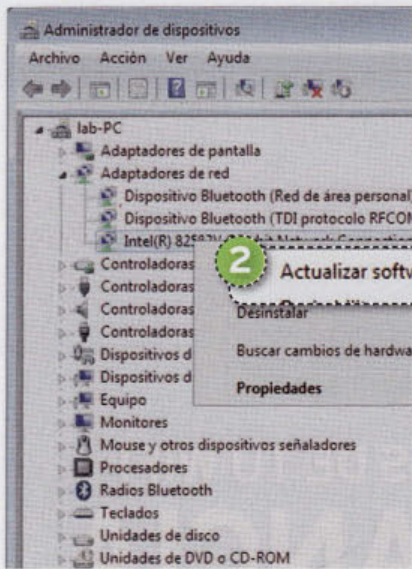 Administrador de dispositivos
Archivo Acción Ver Ayuda
lab-PC
Adaptadores de pantalla
Adaptadores de red
Dispositivo Bluetooth (Red de área personal)
Dispositivo Bluetooth (TDI protocolo RFCOM
Intel(R)
Controladoras
2 Actualizar softw
Controladoras
Controladoras
Desinstalar
Controladoras
Dispositivos d
Buscar cambios de hardwa
Dispositivos d
Propiedades
Equipo
Monitores
Mouse y otros dispositivos señaladores
Procesadores
Radios Bluetooth
Teclados
Unidades de disco
Unidades de DVD o CD-ROM